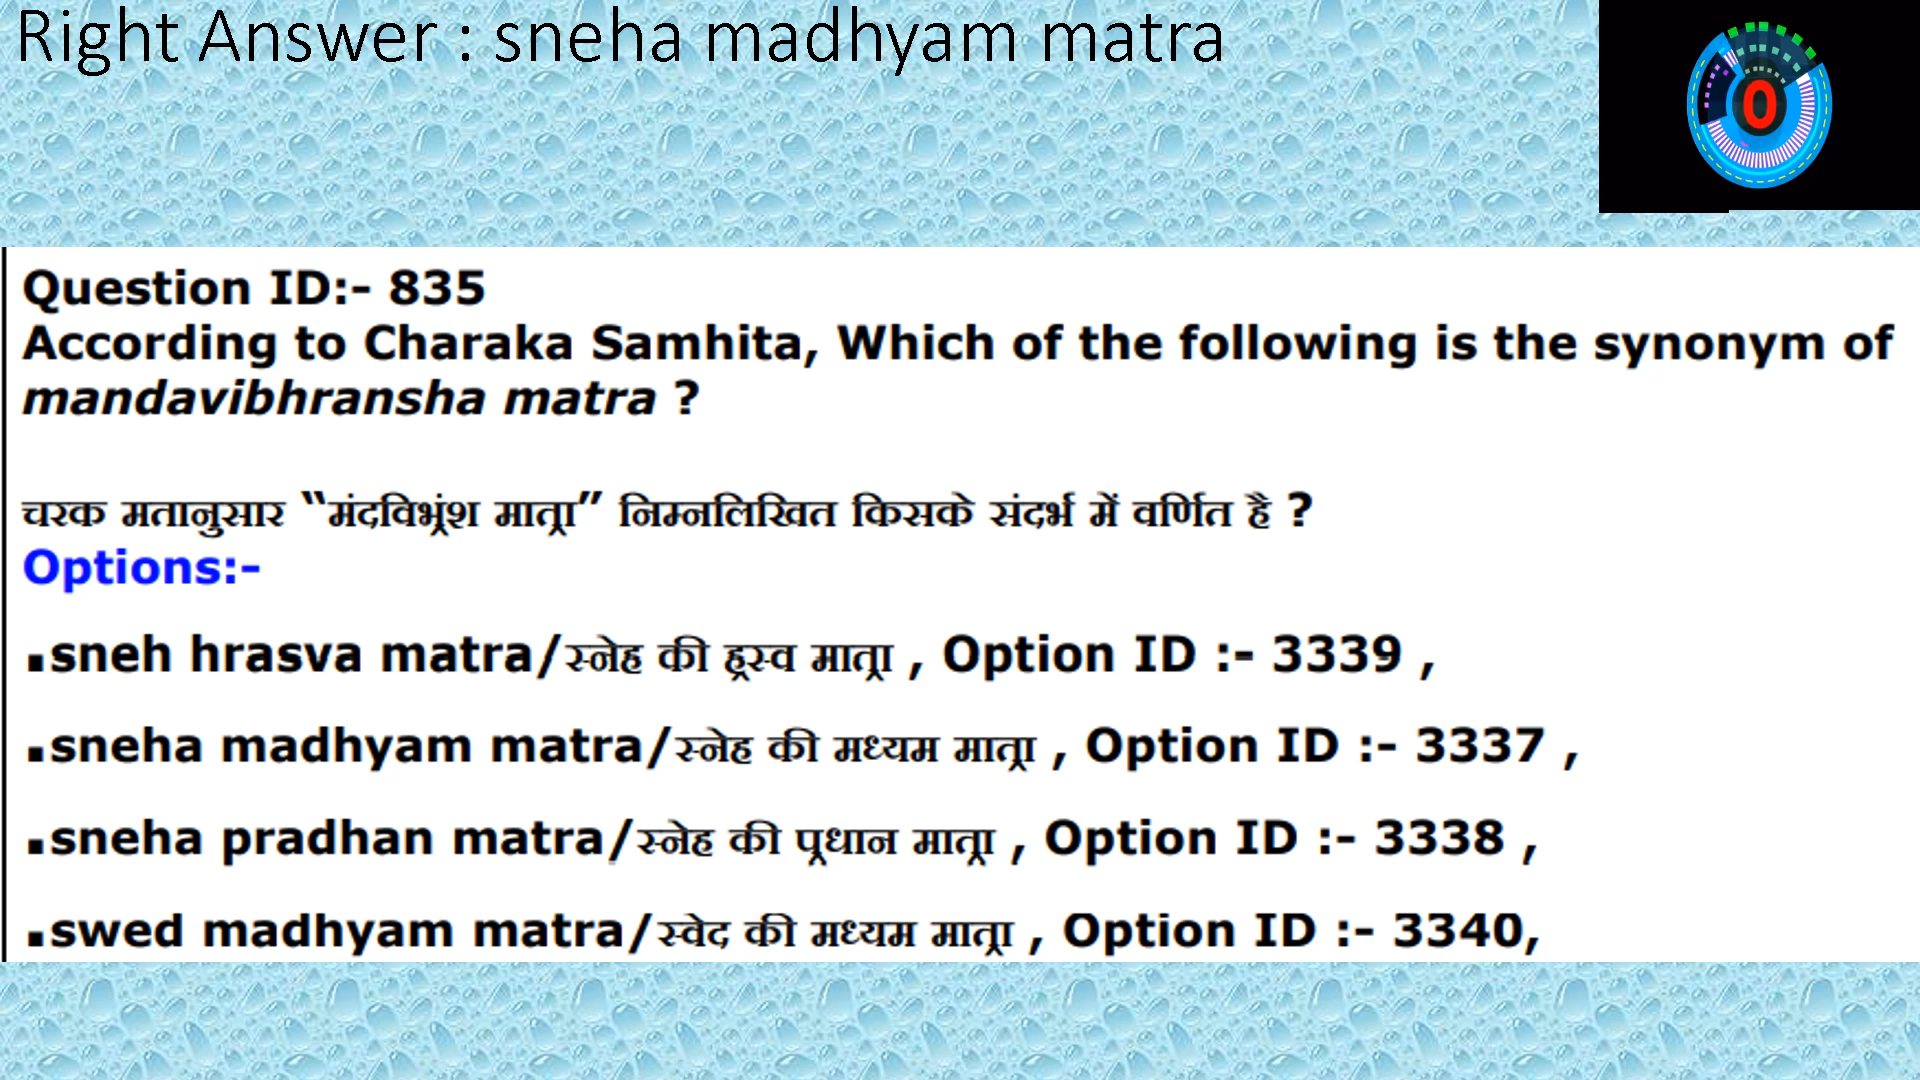 Right Answer : sneha madhyam matra
0
Question ID:- 835
According to Charaka Samhita, Which of the following is the synonym of
mandavibhransha matra ?
चरक मतानुसार “मंदविभ्रंश मात्रा” निम्नलिखित किसके संदर्भ में वर्णित है ?
Options:-
▪sneh hrasva matra/स्नेह की ह्रस्व मात्रा , Option ID :- 3339 ,
▪sneha madhyam matra/स्नेह की मध्यम मात्रा , Option ID :- 3337 ,
▪sneha pradhan matra/स्नेह की प्रधान मात्रा , Option ID :- 3338 ,
▪swed madhyam matra/स्वेद की मध्यम मात्रा , Option ID :- 3340,